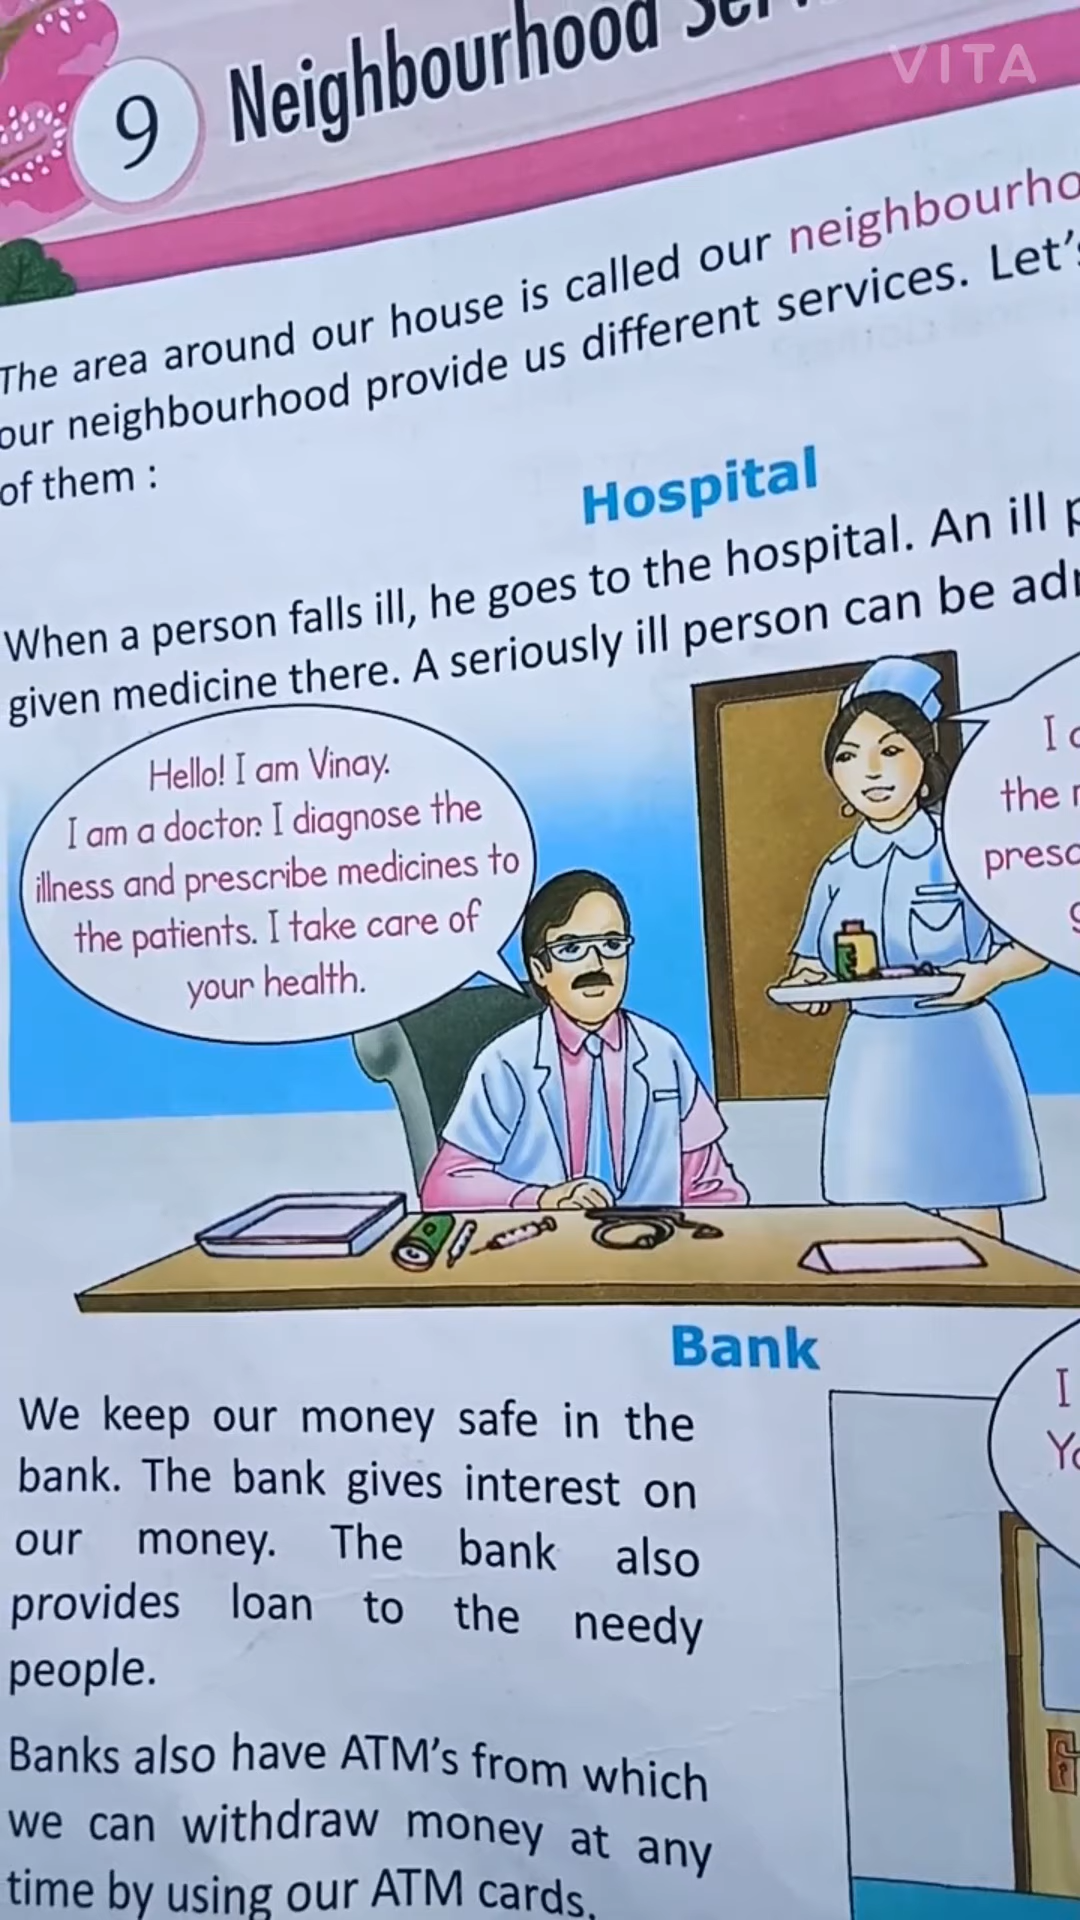 VITA
9 Neighbourhood
The area around our house is called our
our neighbourhood provide us different services. Let's
of them :
Hospital
When a person falls ill, he goes to the hospital. An ill
given medicine there. A seriously ill person can be
Hello! I am Vinay.
I am a doctor. I diagnose the
illness and prescribe medicines to
the patients. I take care of
your health.
I
the
Bank
We keep our money safe in the
bank. The bank gives interest on
our money. The bank also
provides loan to the needy
people.
I
Banks also have ATM's from which
we can withdraw money at any
time by using our ATM cards.